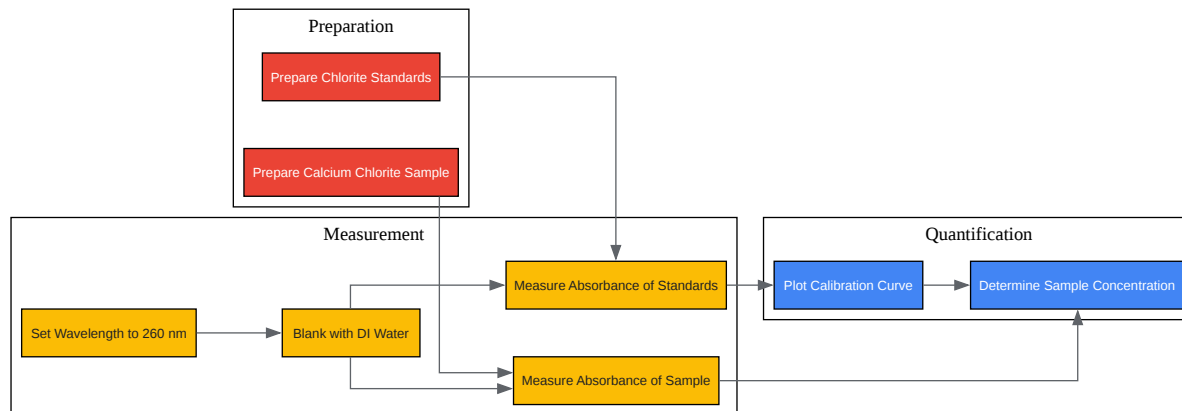 Preparation
Prepare Chlorite Standards
Prepare Calcium Chlorite Sample
Measurement
Set Wavelength to 260 nm
Blank with DI Water
Measure Absorbance of Standards
Measure Absorbance of Sample
Quantification
Plot Calibration Curve
Determine Sample Concentration